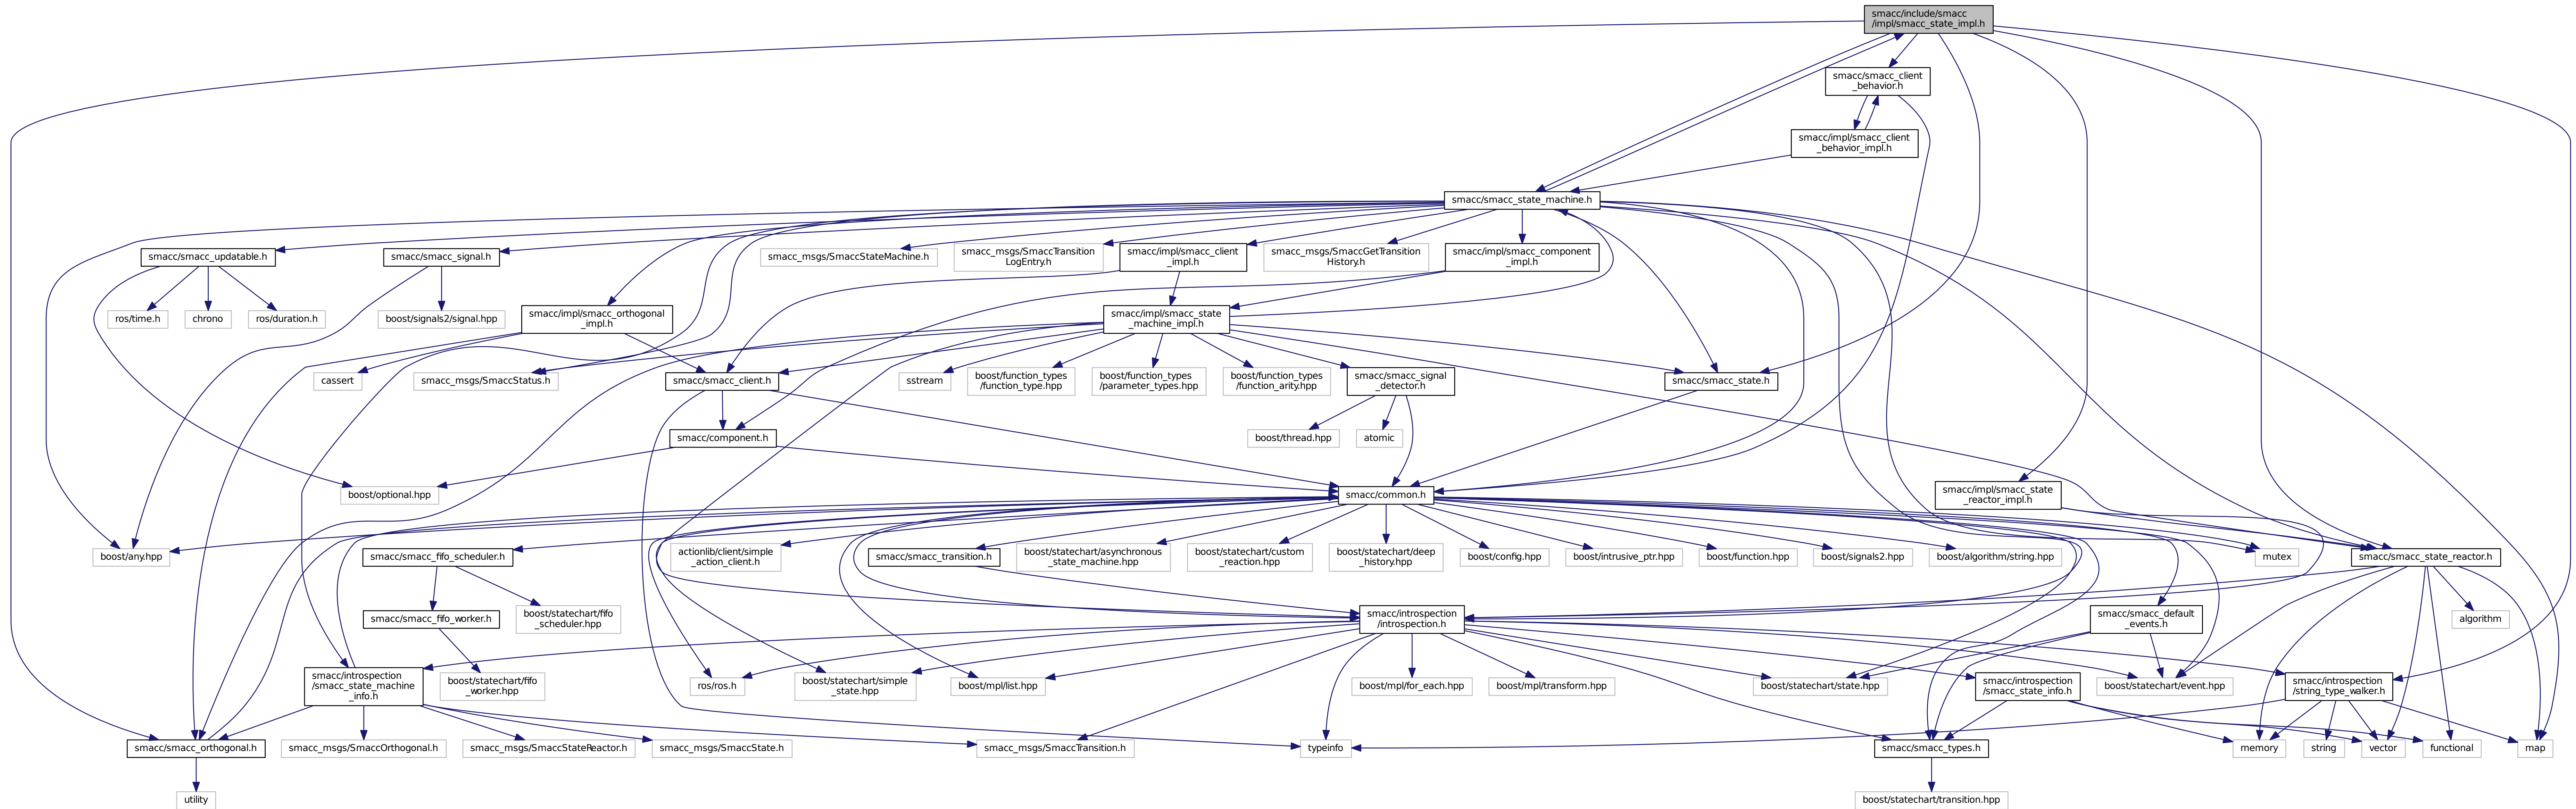 smacc/include/smacc
/impl/smacc_state_impl.h
smacc/smacc_client
_behavior.h
smacc/impl/smacc_client
_behavior_impl.h
smacc/smacc_state_machine.h
smacc/smacc_updatable.h
smacc/smacc_signal.h
smacc_msgs/SmaccStateMachine.h
smacc_msgs/SmaccTransition
LogEntry.h
smacc/impl/smacc_client
_impl.h
smacc_msgs/SmaccGetTransition
History.h
smacc/impl/smacc_component
_impl.h
ros/time.h
chrono
ros/duration.h
boost/signals2/signal.hpp
smacc/impl/smacc_orthogonal
_impl.h
smacc/impl/smacc_state
_machine_impl.h
cassert
smacc_msgs/SmaccStatus.h
smacc/smacc_client.h
sstream
boost/function_types
/function_type.hpp
boost/function_types
/parameter_types.hpp
boost/function_types
/function_arity.hpp
smacc/smacc_signal
_detector.h
smacc/smacc_state.h
smacc/component.h
boost/thread.hpp
atomic
boost/optional.hpp
smacc/common.h
smacc/impl/smacc_state
_reactor_impl.h
boost/any.hpp
smacc/smacc_fifo_scheduler.h
actionlib/client/simple
_action_client.h
smacc/smacc_transition.h
boost/statechart/asynchronous
_state_machine.hpp
boost/statechart/custom
_reaction.hpp
boost/statechart/deep
_history.hpp
boost/config.hpp
boost/intrusive_ptr.hpp
boost/function.hpp
boost/signals2.hpp
boost/algorithm/string.hpp
mutex
smacc/smacc_state_reactor.h
smacc/smacc_fifo_worker.h
boost/statechart/fifo
_scheduler.hpp
smacc/introspection
/introspection.h
smacc/smacc_default
_events.h
algorithm
smacc/introspection
/smacc_state_machine
_info.h
boost/statechart/fifo
_worker.hpp
ros/ros.h
boost/statechart/simple
_state.hpp
boost/mpl/list.hpp
boost/mpl/for_each.hpp
boost/mpl/transform.hpp
boost/statechart/state.hpp
smacc/introspection
/smacc_state_info.h
boost/statechart/event.hpp
smacc/introspection
/string_type_walker.h
smacc/smacc_orthogonal.h
smacc_msgs/SmaccOrthogonal.h
smacc_msgs/SmaccStateReactor.h
smacc_msgs/SmaccState.h
smacc_msgs/SmaccTransition.h
typeinfo
smacc/smacc_types.h
memory
string
vector
functional
map
utility
boost/statechart/transition.hpp